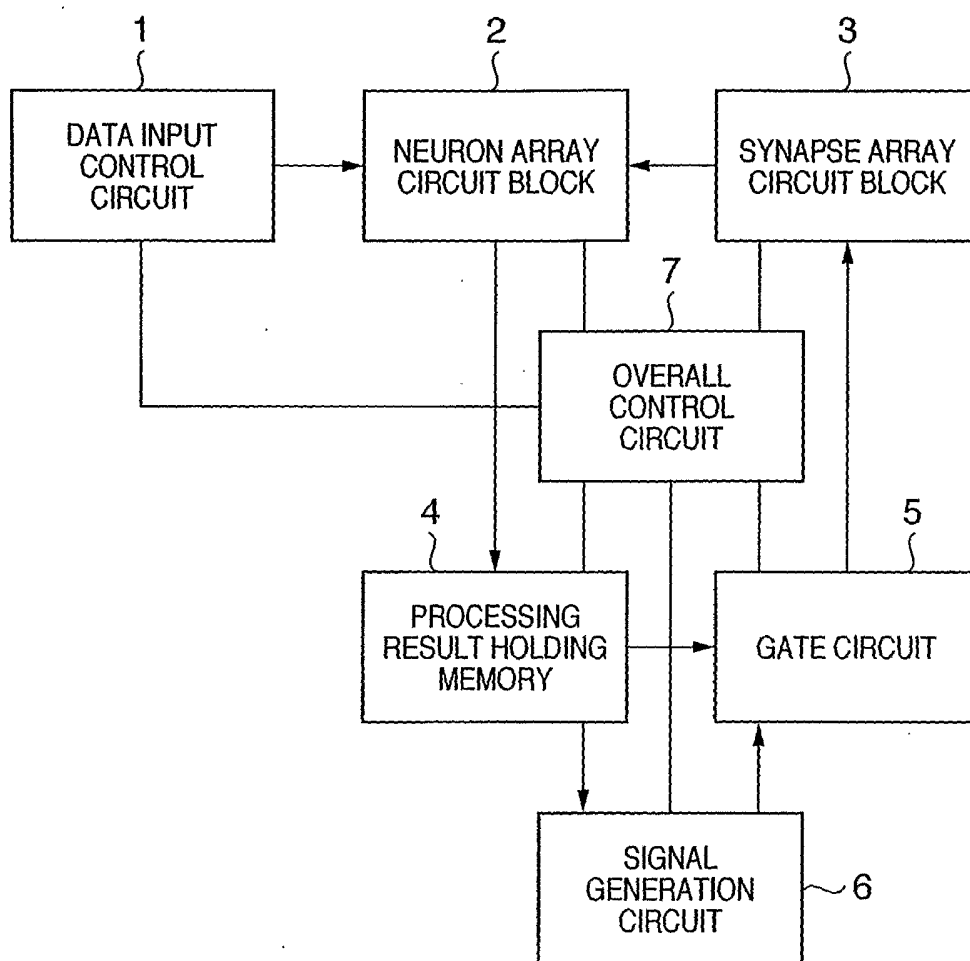 1
2
3
DATA INPUT
CONTROL
CIRCUIT
NEURON ARRAY
CIRCUIT BLOCK
SYNAPSE ARRAY
CIRCUIT BLOCK
7
OVERALL
CONTROL
CIRCUIT
4
5
PROCESSING
RESULT HOLDING
MEMORY
GATE CIRCUIT
SIGNAL
GENERATION
CIRCUIT
6